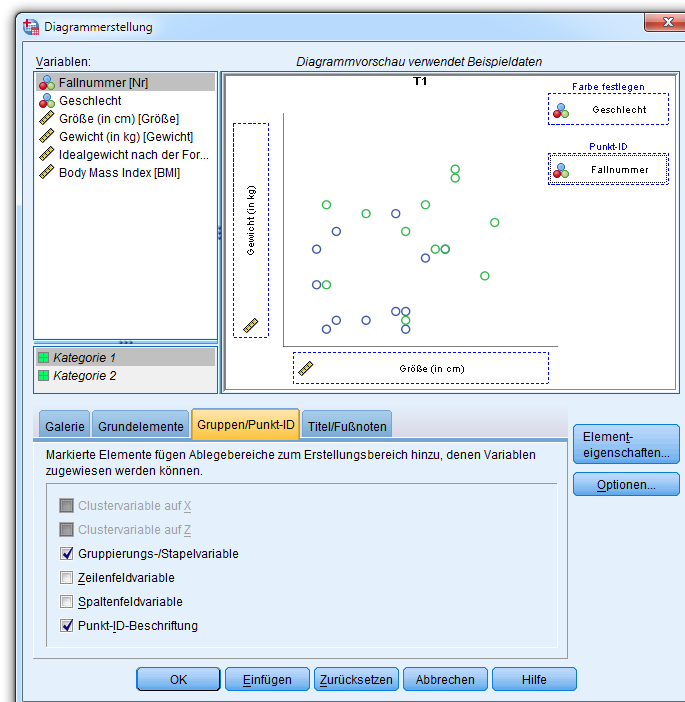 Diagrammerstellung
Variablen:
Fallnummer [Nr]
Geschlecht
Größe (in cm) [Größe]
Gewicht (in kg) [Gewicht]
Idealgewicht nach der For...
Body Mass Index [BMI]
Kategorie 1
Kategorie 2
Diagrammvorschau verwendet Beispieldaten
T1
Farbe festlegen
Geschlecht
Punkt-ID
Fallnummer
Gewicht (in kg)
Größe (in cm)
Galerie
Grundelemente
Gruppen/Punkt-ID
Titel/Fußnoten
Markierte Elemente fügen Ablegebereiche zum Erstellungsbereich hinzu, denen Variablen
zugewiesen werden können.
Clustervariable auf X
Clustervariable auf Z
Gruppierungs-/Stapelvariable
Zeilenfeldvariable
Spaltenfeldvariable
Punkt-ID-Beschriftung
Element-
eigenschaften...
Optionen...
OK
Einfügen
Zurücksetzen
Abbrechen
Hilfe